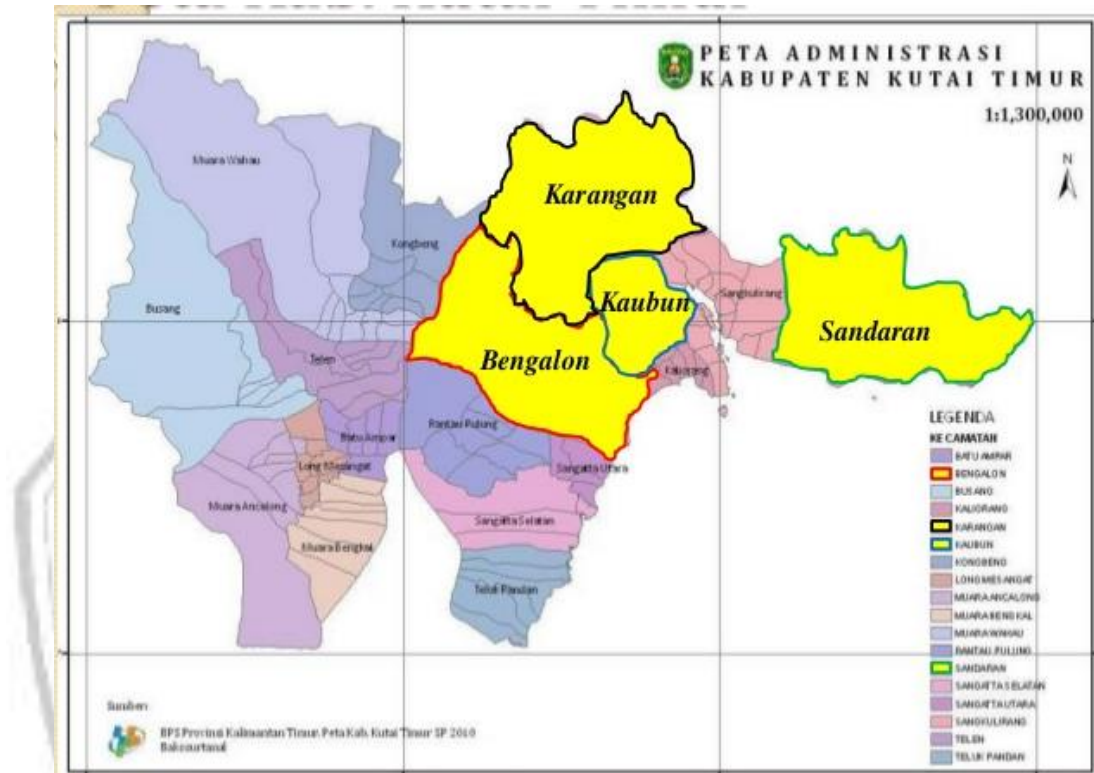 PETA ADMINISTRASI
KABUPATEN KUTAI TIMUR
1:1,300,000
N
Muara Wahau
Karangan
Kongbeng
Sangkulirang
Busang
Kaubun
Sandaran
Telen
Bengalon
Kaliorang
Rantau Pulung
Batu Ampar
Long Mesangat
Sangatta Utara
Muara Ancalong
Sangatta Selatan
Muara Bengkal
Teluk Pandan
LEGENDA
KECAMATAN
BATU AMPAR
BENGALON
BUSANG
KALIORANG
KARANGAN
KAUBUN
KONGBENG
LONG MESANGAT
MUARA ANCALONG
MUARA BENGKAL
MUARA WAHAU
RANTAU PULUNG
SANDARAN
SANGATTA SELATAN
SANGATTA UTARA
SANGKULIRANG
TELEN
TELUK PANDAN
Sumber:
BPS Provinsi Kalimantan Timur. Peta Kab. Kutai Timur SP 2010
Bakosurtanal